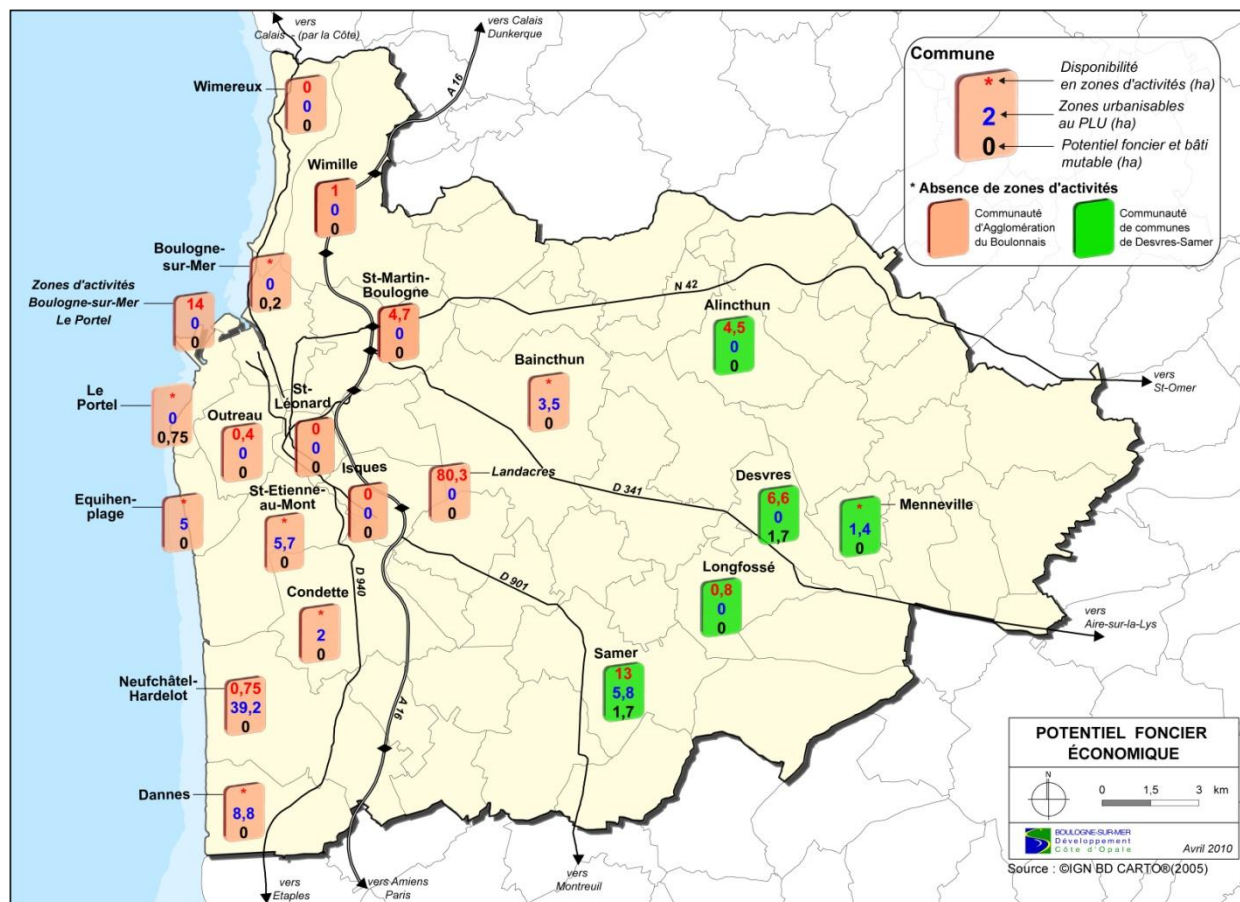 vers
Calais - (par la Côte)
vers Calais
Dunkerque
A 16
Commune
*
2
0
Disponibilité
en zones d'activités (ha)
Zones urbanisables
au PLU (ha)
Potentiel foncier et bâti
mutable (ha)
* Absence de zones d'activités
Communauté
d'Agglomération
du Boulonnais
Communauté
de communes
de Desvres-Samer
Wimereux
0
0
0
Wimille
1
0
0
Boulogne-
sur-Mer
*
0
0,2
Zones d'activités
Boulogne-sur-Mer
Le Portel
14
0
0
St-Martin-
Boulogne
4,7
0
0
N 42
Alincthun
4,5
0
0
Baincthun
*
3,5
0
vers
St-Omer
Le
Portel
*
0
0,75
Outreau
0,4
0
0
St-
Léonard
0
0
0
Isques
0
0
0
Landacres
80,3
0
0
D 341
Desvres
6,6
0
1,7
Menneville
*
1,4
0
Equihen-
plage
*
5
0
St-Etienne-
au-Mont
*
5,7
0
D 940
D 901
Longfossé
0,8
0
0
vers
Aire-sur-la-Lys
Condette
*
2
0
Samer
13
5,8
1,7
Neufchâtel-
Hardelot
0,75
39,2
0
A 16
Dannes
*
8,8
0
vers
Etaples
vers Amiens
Paris
vers
Montreuil
POTENTIEL FONCIER
ÉCONOMIQUE
N
0 1,5 3 km
BOULOGNE-SUR-MER
Développement
Côte d'Opale
Avril 2010
Source : ©IGN BD CARTO®(2005)